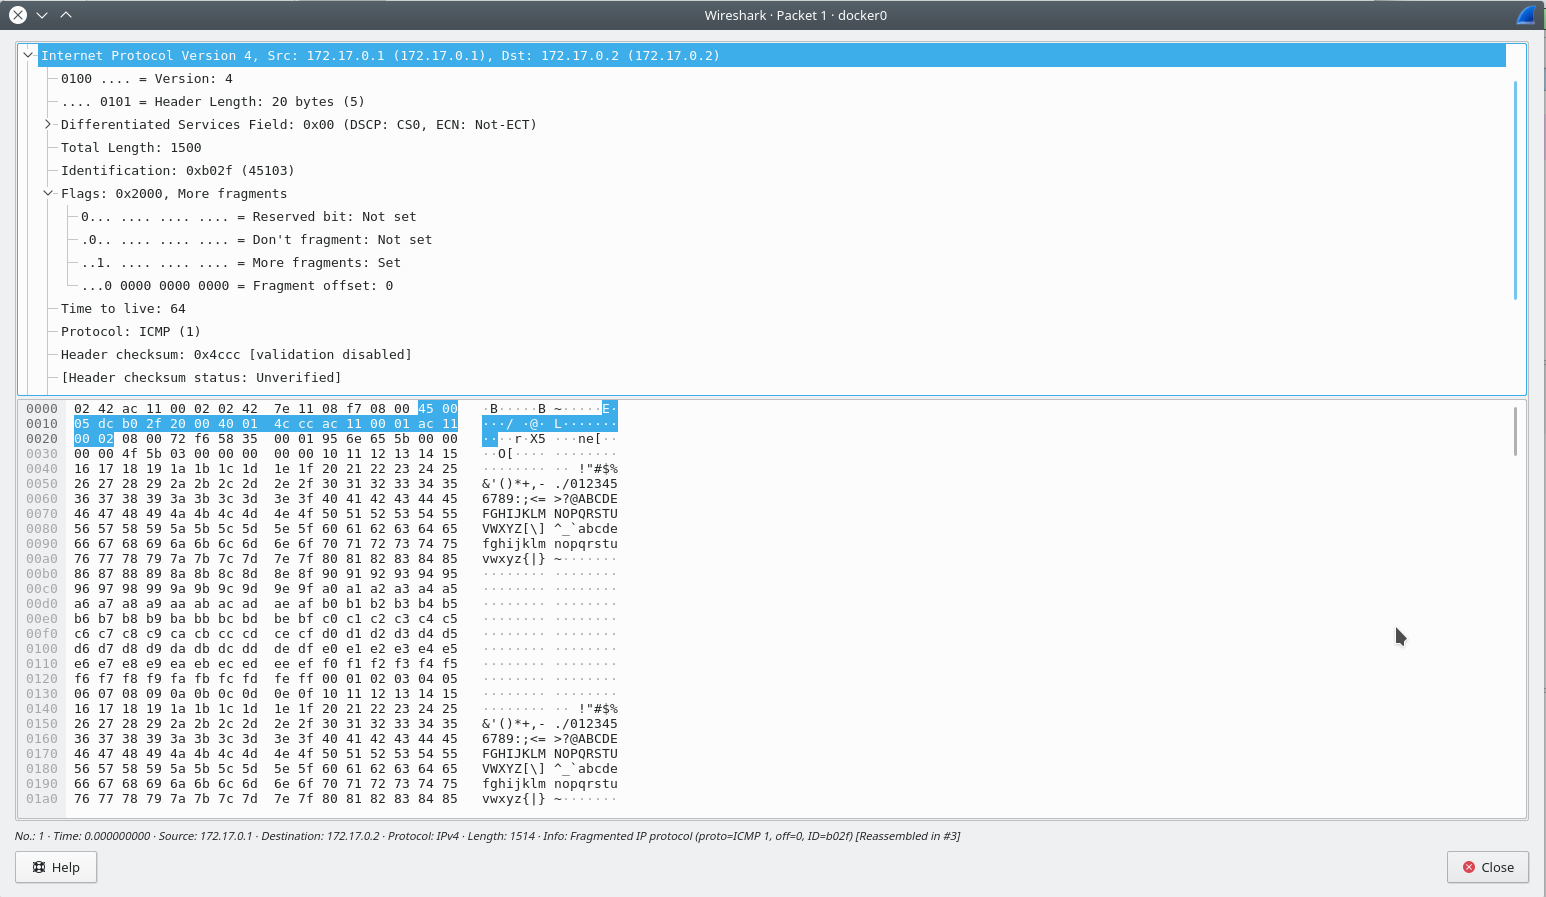 Wireshark · Packet 1 · docker0
Internet Protocol Version 4, Src: 172.17.0.1 (172.17.0.1), Dst: 172.17.0.2 (172.17.0.2)
0100 .... = Version: 4
.... 0101 = Header Length: 20 bytes (5)
Differentiated Services Field: 0x00 (DSCP: CS0, ECN: Not-ECT)
Total Length: 1500
Identification: 0xb02f (45103)
Flags: 0x2000, More fragments
0... .... .... .... = Reserved bit: Not set
.0.. .... .... .... = Don't fragment: Not set
..1. .... .... .... = More fragments: Set
...0 0000 0000 0000 = Fragment offset: 0
Time to live: 64
Protocol: ICMP (1)
Header checksum: 0x4ccc [validation disabled]
[Header checksum status: Unverified]
0000 02 42 ac 11 00 02 02 42 7e 11 08 f7 08 00 45 00 ·B·····B ~·····E·
0010 05 dc b0 2f 20 00 40 01 4c cc ac 11 00 01 ac 11 ···/ ·@· L·······
0020 00 02 08 00 72 f6 58 35 00 01 95 6e 65 5b 00 00 ····r·X5 ···ne[··
0030 00 00 4f 5b 03 00 00 00 00 00 10 11 12 13 14 15 ··O[···· ········
0040 16 17 18 19 1a 1b 1c 1d 1e 1f 20 21 22 23 24 25 ········ ·· !"#$%
0050 26 27 28 29 2a 2b 2c 2d 2e 2f 30 31 32 33 34 35 &'()*+,- ./012345
0060 36 37 38 39 3a 3b 3c 3d 3e 3f 40 41 42 43 44 45 6789:;<= >?@ABCDE
0070 46 47 48 49 4a 4b 4c 4d 4e 4f 50 51 52 53 54 55 FGHIJKLM NOPQRSTU
0080 56 57 58 59 5a 5b 5c 5d 5e 5f 60 61 62 63 64 65 VWXYZ[\] ^_`abcde
0090 66 67 68 69 6a 6b 6c 6d 6e 6f 70 71 72 73 74 75 fghijklm nopqrstu
00a0 76 77 78 79 7a 7b 7c 7d 7e 7f 80 81 82 83 84 85 vwxyz{|} ~·······
00b0 86 87 88 89 8a 8b 8c 8d 8e 8f 90 91 92 93 94 95 ········ ········
00c0 96 97 98 99 9a 9b 9c 9d 9e 9f a0 a1 a2 a3 a4 a5 ········ ········
00d0 a6 a7 a8 a9 aa ab ac ad ae af b0 b1 b2 b3 b4 b5 ········ ········
00e0 b6 b7 b8 b9 ba bb bc bd be bf c0 c1 c2 c3 c4 c5 ········ ········
00f0 c6 c7 c8 c9 ca cb cc cd ce cf d0 d1 d2 d3 d4 d5 ········ ········
0100 d6 d7 d8 d9 da db dc dd de df e0 e1 e2 e3 e4 e5 ········ ········
0110 e6 e7 e8 e9 ea eb ec ed ee ef f0 f1 f2 f3 f4 f5 ········ ········
0120 f6 f7 f8 f9 fa fb fc fd fe ff 00 01 02 03 04 05 ········ ········
0130 06 07 08 09 0a 0b 0c 0d 0e 0f 10 11 12 13 14 15 ········ ········
0140 16 17 18 19 1a 1b 1c 1d 1e 1f 20 21 22 23 24 25 ········ ·· !"#$%
0150 26 27 28 29 2a 2b 2c 2d 2e 2f 30 31 32 33 34 35 &'()*+,- ./012345
0160 36 37 38 39 3a 3b 3c 3d 3e 3f 40 41 42 43 44 45 6789:;<= >?@ABCDE
0170 46 47 48 49 4a 4b 4c 4d 4e 4f 50 51 52 53 54 55 FGHIJKLM NOPQRSTU
0180 56 57 58 59 5a 5b 5c 5d 5e 5f 60 61 62 63 64 65 VWXYZ[\] ^_`abcde
0190 66 67 68 69 6a 6b 6c 6d 6e 6f 70 71 72 73 74 75 fghijklm nopqrstu
01a0 76 77 78 79 7a 7b 7c 7d 7e 7f 80 81 82 83 84 85 vwxyz{|} ~·······
No.: 1 · Time: 0.000000000 · Source: 172.17.0.1 · Destination: 172.17.0.2 · Protocol: IPv4 · Length: 1514 · Info: Fragmented IP protocol (proto=ICMP 1, off=0, ID=b02f) [Reassembled in #3]
Help
Close